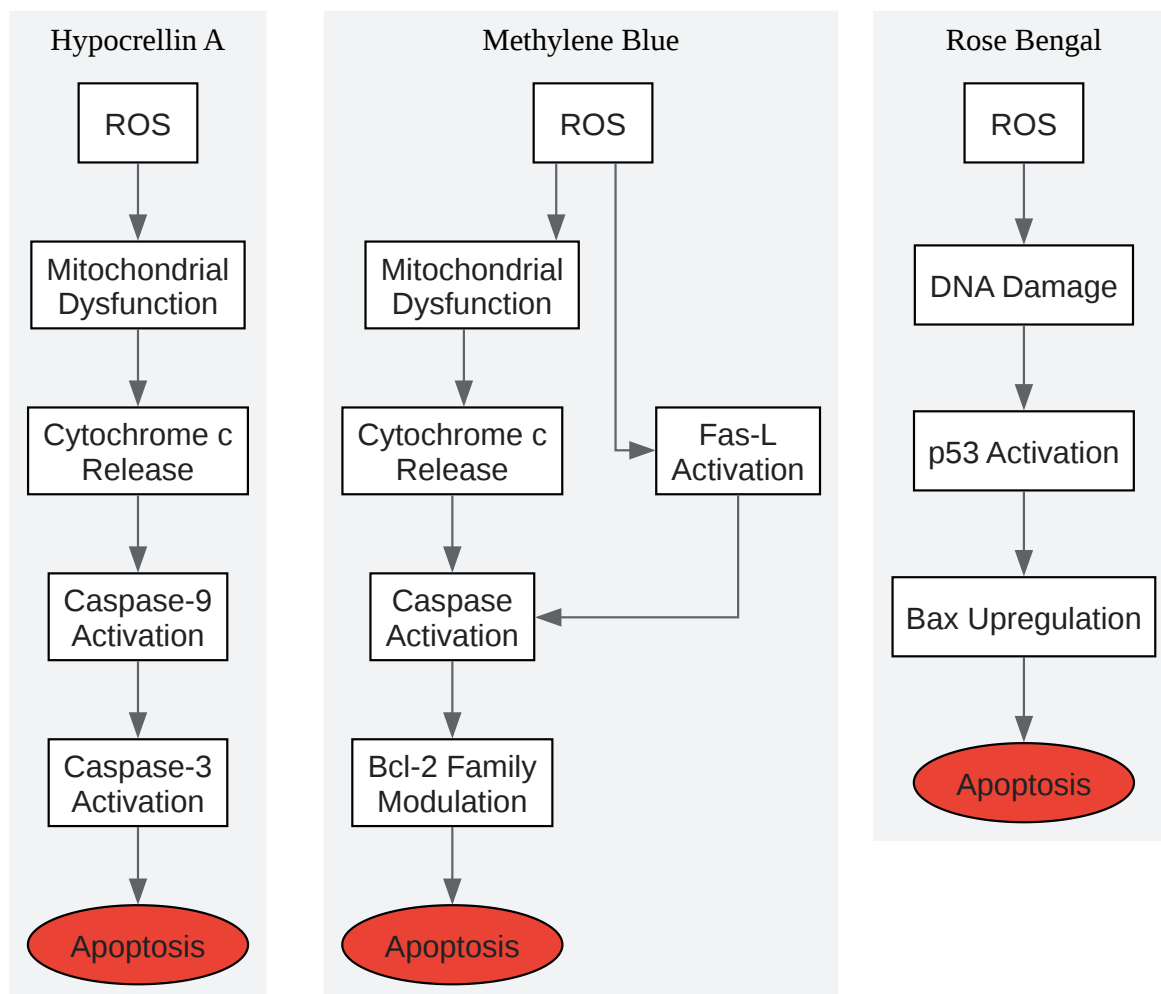 Hypocrellin A
ROS
Mitochondrial
Dysfunction
Cytochrome c
Release
Caspase-9
Activation
Caspase-3
Activation
Apoptosis
Methylene Blue
ROS
Mitochondrial
Dysfunction
Cytochrome c
Release
Fas-L
Activation
Caspase
Activation
Bcl-2 Family
Modulation
Apoptosis
Rose Bengal
ROS
DNA Damage
p53 Activation
Bax Upregulation
Apoptosis